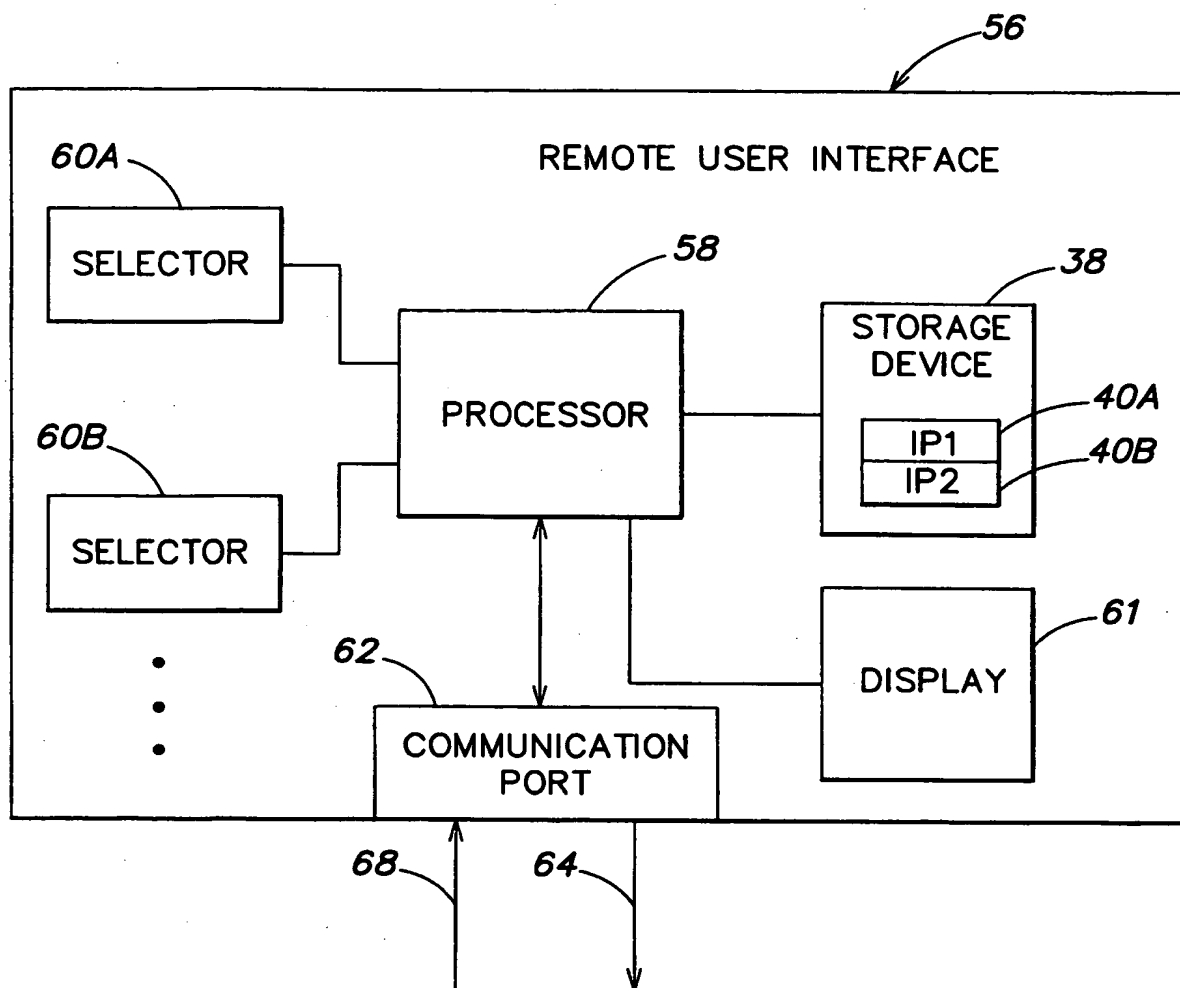 56
REMOTE USER INTERFACE
60A
SELECTOR
58
PROCESSOR
38
STORAGE
DEVICE
40A
IP1
40B
IP2
60B
SELECTOR
61
DISPLAY
62
COMMUNICATION
PORT
68
64